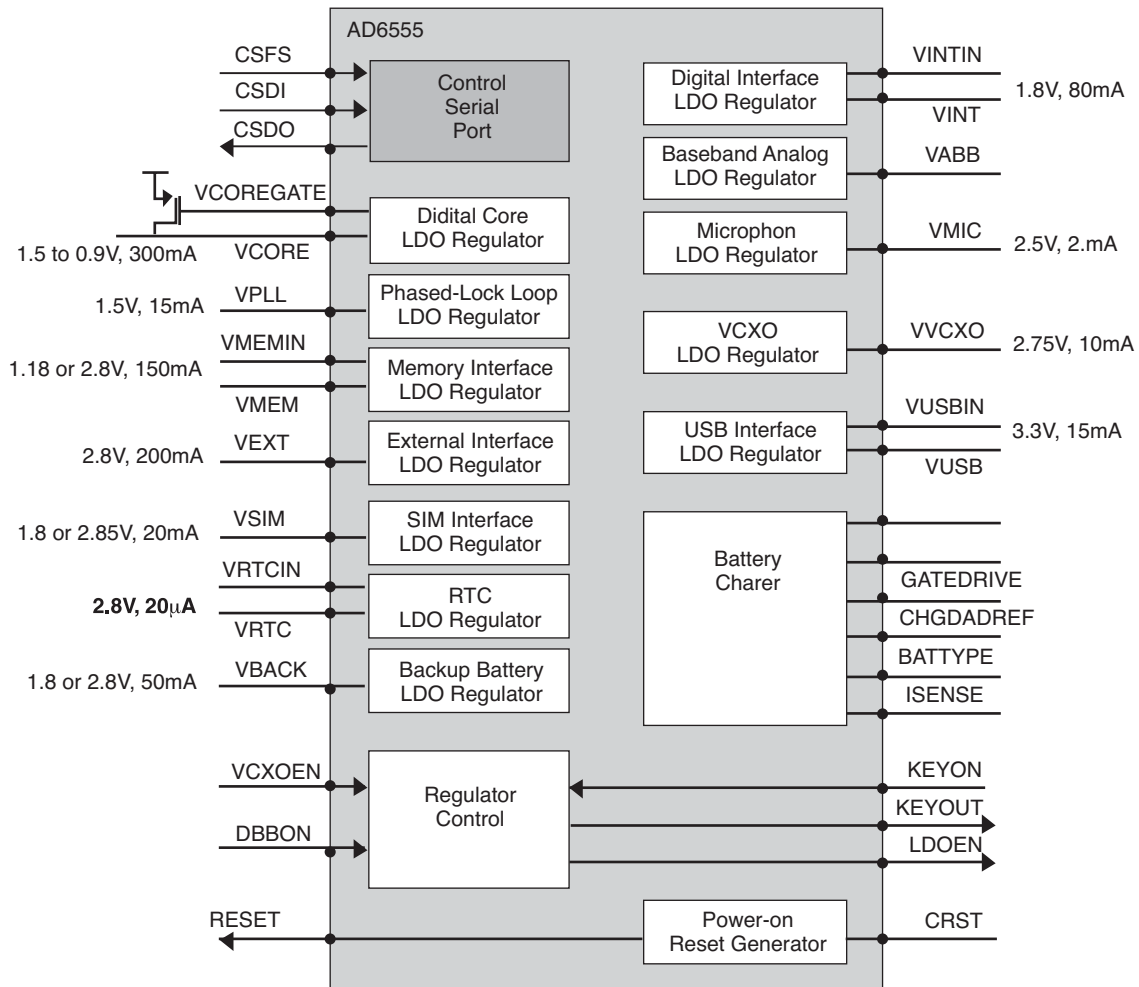 AD6555
CSFS
CSDI
CSDO
Control
Serial
Port
VCOREGATE
VCORE
1.5 to 0.9V, 300mA
Didital Core
LDO Regulator
VPLL
1.5V, 15mA
Phased-Lock Loop
LDO Regulator
VMEMIN
1.18 or 2.8V, 150mA
VMEM
Memory Interface
LDO Regulator
VEXT
2.8V, 200mA
External Interface
LDO Regulator
VSIM
1.8 or 2.85V, 20mA
SIM Interface
LDO Regulator
VRTCIN
2.8V, 20μA
VRTC
RTC
LDO Regulator
VBACK
1.8 or 2.8V, 50mA
Backup Battery
LDO Regulator
VCXOEN
DBBON
Regulator
Control
RESET
Digital Interface
LDO Regulator
VINTIN
1.8V, 80mA
VINT
Baseband Analog
LDO Regulator
VABB
Microphon
LDO Regulator
VMIC
2.5V, 2.mA
VCXO
LDO Regulator
VVCXO
2.75V, 10mA
USB Interface
LDO Regulator
VUSBIN
3.3V, 15mA
VUSB
Battery
Charer
GATEDRIVE
CHGDADREF
BATTYPE
ISENSE
KEYON
KEYOUT
LDOEN
Power-on
Reset Generator
CRST